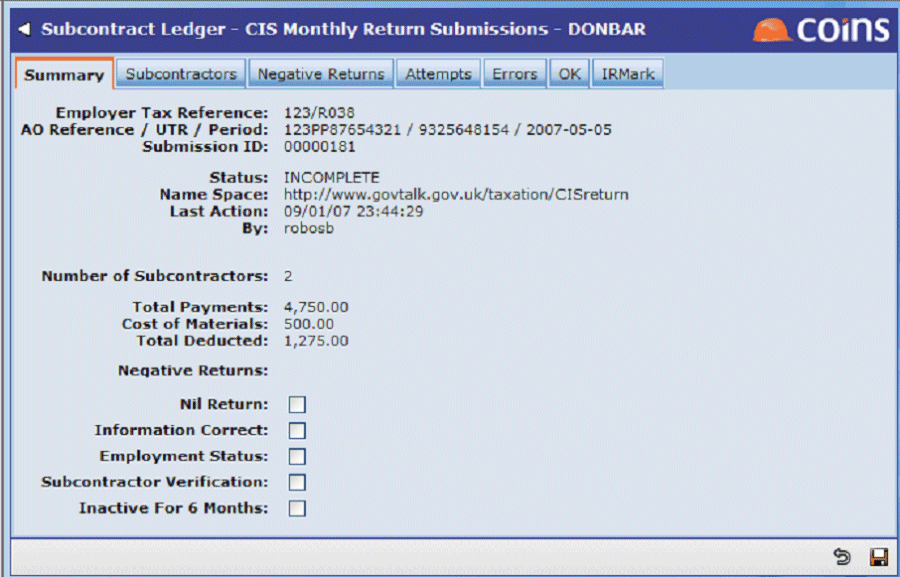 Subcontract Ledger - CIS Monthly Return Submissions - DONBAR
coins
Summary Subcontractors Negative Returns Attempts Errors OK IRMark
Employer Tax Reference: 123/R038
AO Reference / UTR / Period: 123PP87654321 / 9325648154 / 2007-05-05
Submission ID: 00000181
Status: INCOMPLETE
Name Space: http://www.govtalk.gov.uk/taxation/CISreturn
Last Action: 09/01/07 23:44:29
By: robosb
Number of Subcontractors: 2
Total Payments: 4,750.00
Cost of Materials: 500.00
Total Deducted: 1,275.00
Negative Returns:
Nil Return:
Information Correct:
Employment Status:
Subcontractor Verification:
Inactive For 6 Months: